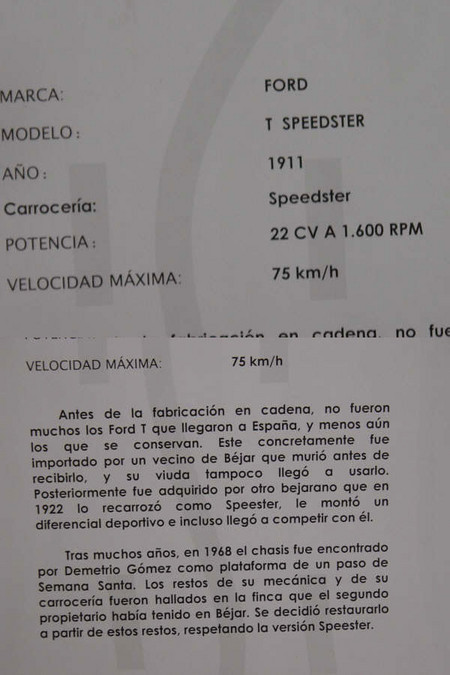 MARCA: FORD
MODELO: T SPEEDSTER
AÑO: 1911
Carrocería: Speedster
POTENCIA: 22 CV A 1.600 RPM
VELOCIDAD MÁXIMA: 75 km/h
fabricación en cadena, no fue
VELOCIDAD MÁXIMA: 75 km/h
Antes de la fabricación en cadena, no fueron
muchos los Ford T que llegaron a España, y menos aún
los que se conservan. Este concretamente fue
importado por un vecino de Béjar que murió antes de
recibirlo, y su viuda tampoco llegó a usarlo.
Posteriormente fue adquirido por otro bejarano que en
1922 lo recarrozó como Speester, le montó un
diferencial deportivo e incluso llegó a competir con él.
Tras muchos años, en 1968 el chasis fue encontrado
por Demetrio Gómez como plataforma de un paso de
Semana Santa. Los restos de su mecánica y de su
carrocería fueron hallados en la finca que el segundo
propietario había tenido en Béjar. Se decidió restaurarlo
a partir de estos restos, respetando la versión Speester.